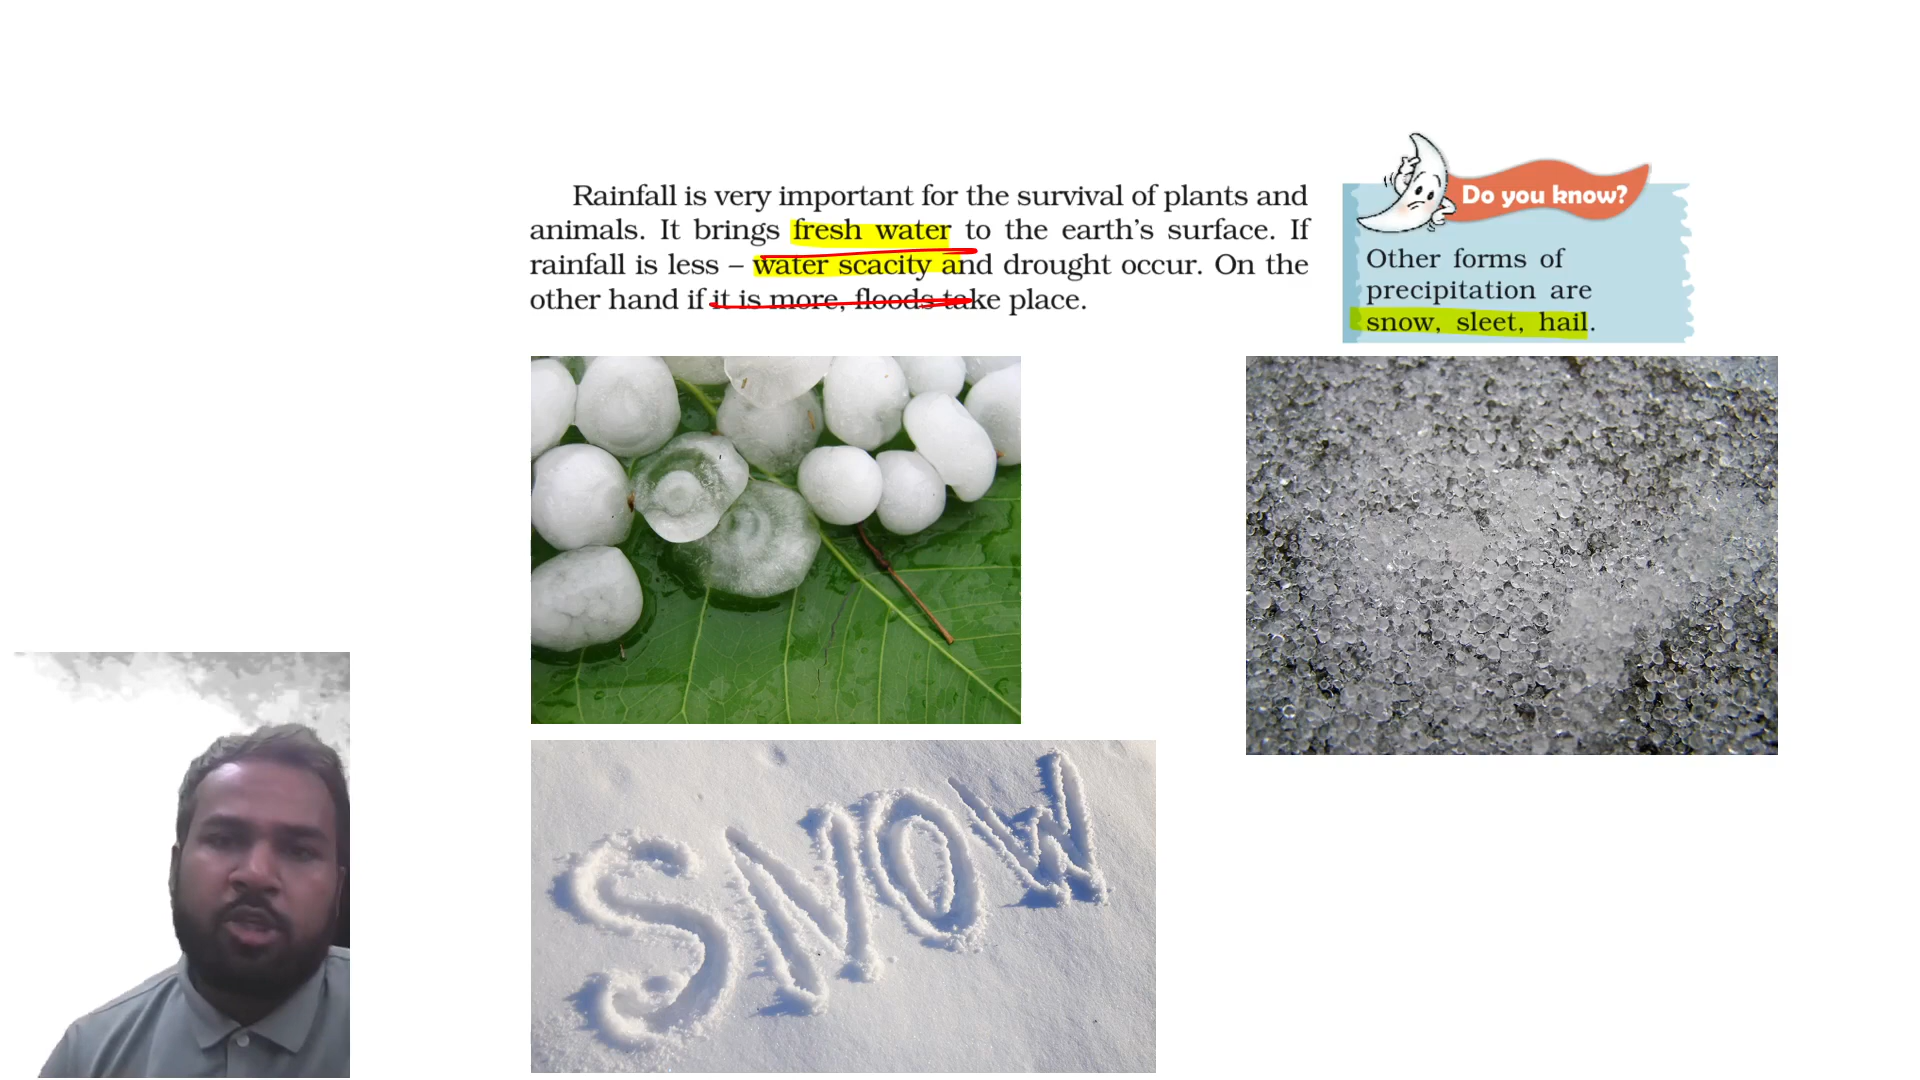 Rainfall is very important for the survival of plants and
animals. It brings fresh water to the earth's surface. If
rainfall is less – water scacity and drought occur. On the
other hand if it is more, floods take place.
Do you know?
Other forms of
precipitation are
snow, sleet, hail.
SNOW